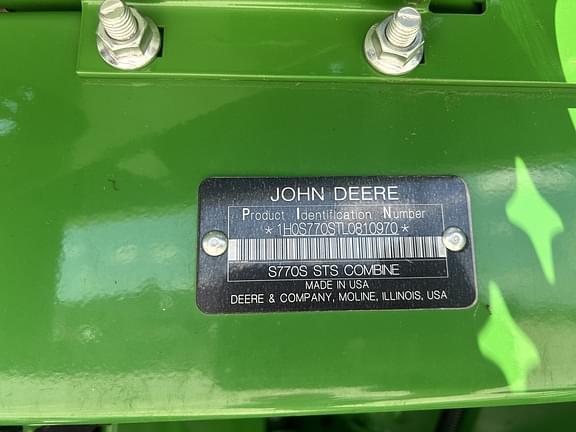 JOHN DEERE
Product Identification Number
*1H0S770STL0810970*
S770S STS COMBINE
MADE IN USA
DEERE & COMPANY, MOLINE, ILLINOIS, USA